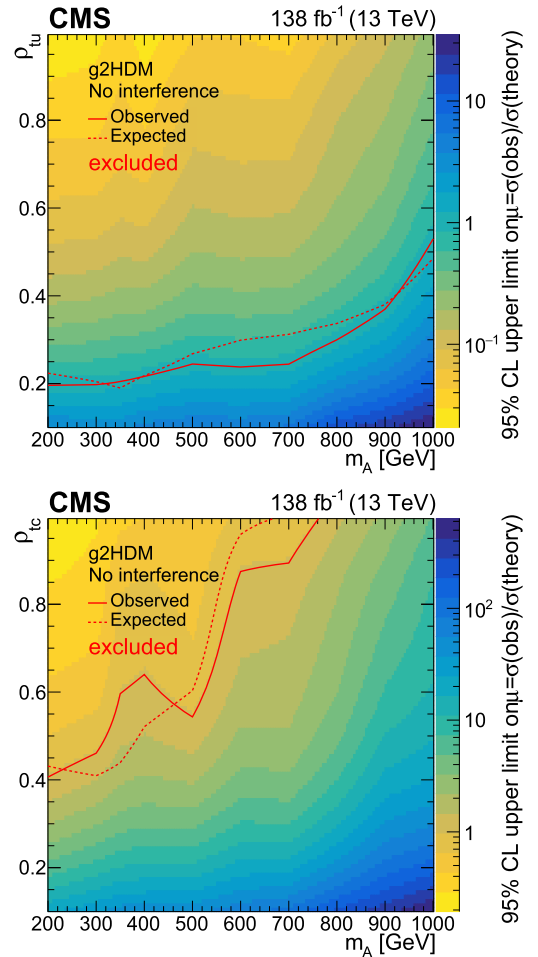 CMS 138 fb⁻¹ (13 TeV)
ρtu
g2HDM
No interference
Observed
Expected
excluded
0.8
0.6
0.4
0.2
200 300 400 500 600 700 800 900 1000
mA [GeV]
10
1
10⁻¹
95% CL upper limit onμ=σ(obs)/σ(theory)
CMS 138 fb⁻¹ (13 TeV)
ρtc
g2HDM
No interference
Observed
Expected
excluded
0.8
0.6
0.4
0.2
200 300 400 500 600 700 800 900 1000
mA [GeV]
10²
10
1
95% CL upper limit onμ=σ(obs)/σ(theory)